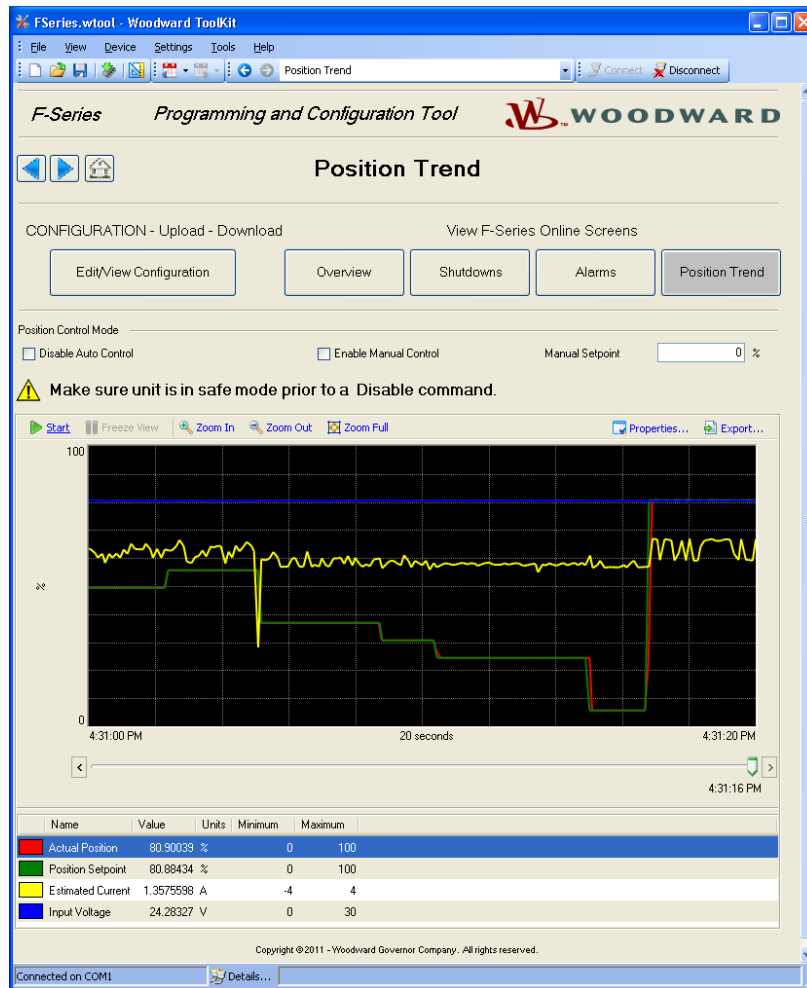 FSeries.wtool - Woodward ToolKit
File View Device Settings Tools Help
Position Trend Connect Disconnect
F-Series Programming and Configuration Tool WOODWARD
Position Trend
CONFIGURATION - Upload - Download View F-Series Online Screens
Edit/View Configuration Overview Shutdowns Alarms Position Trend
Position Control Mode
Disable Auto Control Enable Manual Control Manual Setpoint 0 %
Make sure unit is in safe mode prior to a Disable command.
Start Freeze View Zoom In Zoom Out Zoom Full Properties... Export...
100
%
0
4:31:00 PM 20 seconds 4:31:20 PM
4:31:16 PM
Name Value Units Minimum Maximum
Actual Position 80.90039 % 0 100
Position Setpoint 80.88434 % 0 100
Estimated Current 1.3575598 A -4 4
Input Voltage 24.28327 V 0 30
Copyright © 2011 - Woodward Governor Company. All rights reserved.
Connected on COM1 Details...